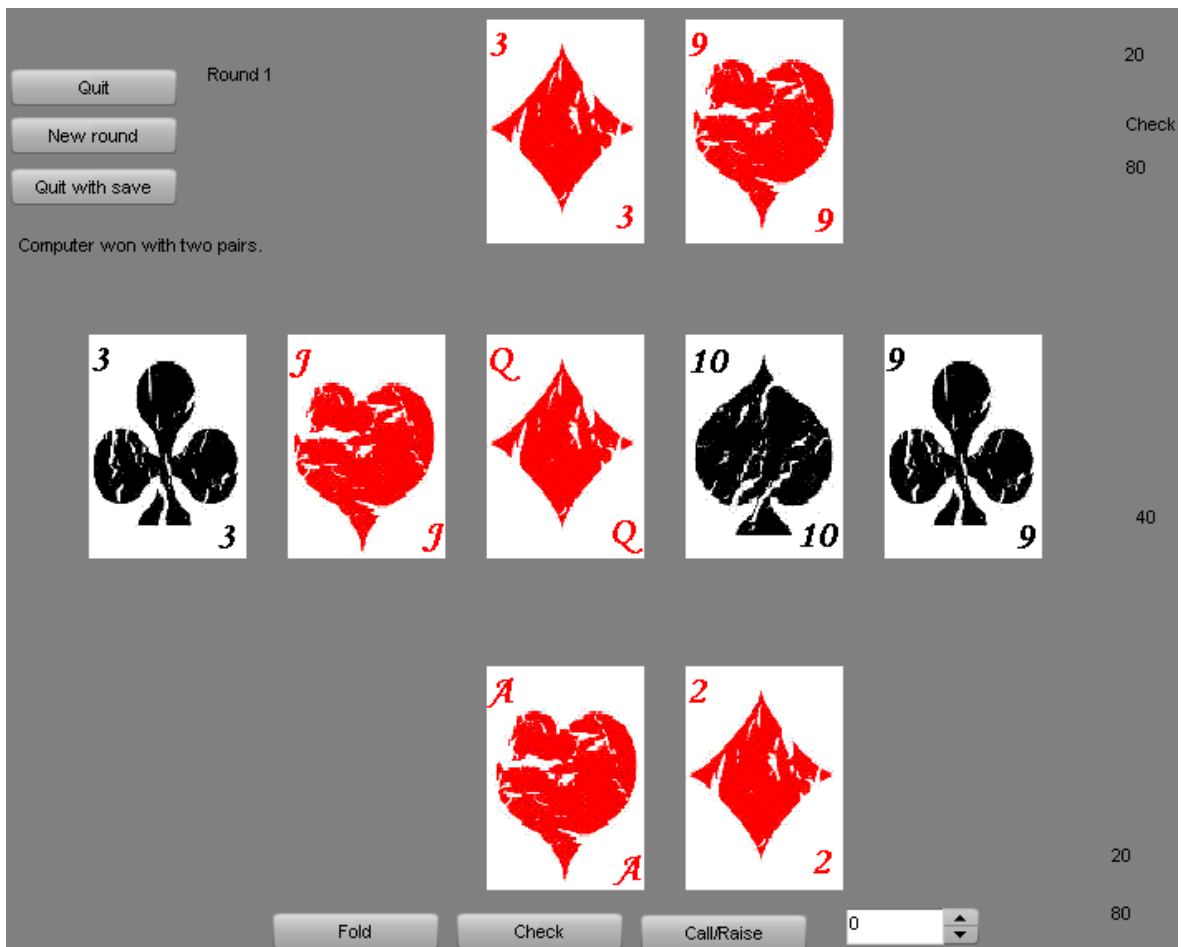 3
9
3
9
20
Quit
Round 1
New round
Check
Quit with save
80
Computer won with two pairs.
3
J
Q
10
9
3
J
Q
10
9
40
A
2
A
2
20
80
Fold
Check
Call/Raise
0